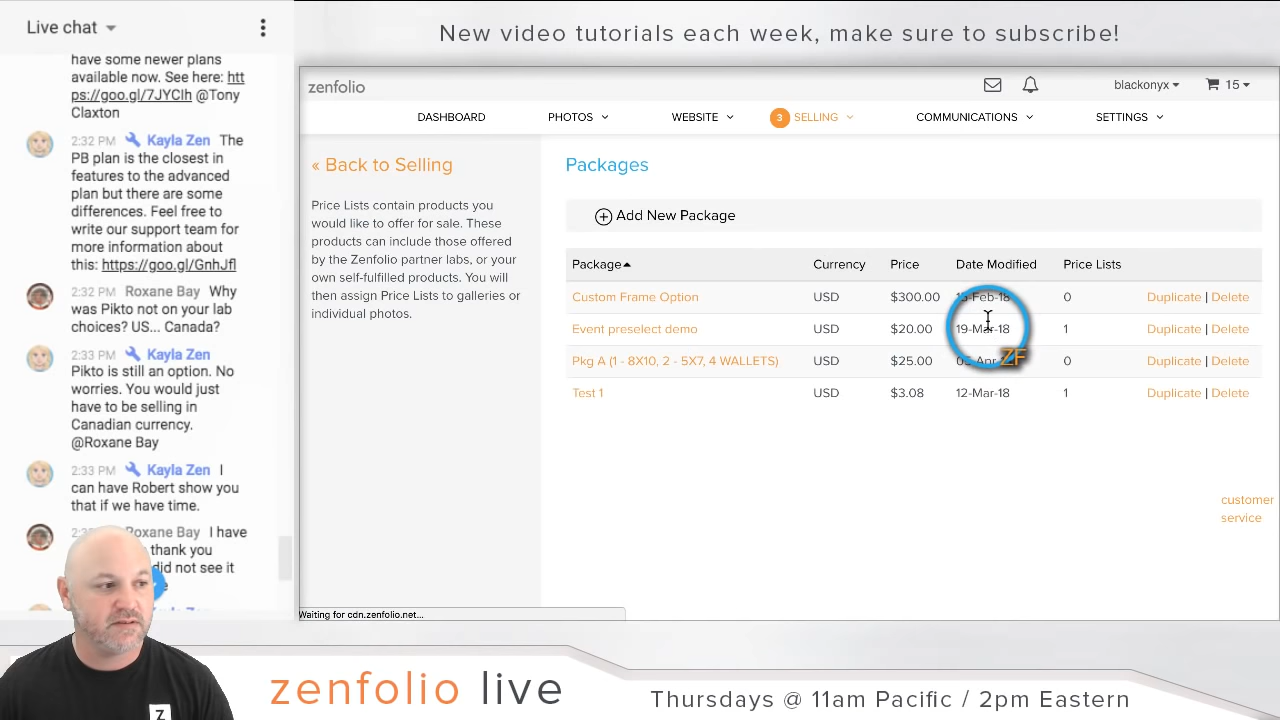 Live chat
have some newer plans
available now. See here: htt
ps://goo.gl/7JYClh @Tony
Claxton
2:32 PM Kayla Zen The
PB plan is the closest in
features to the advanced
plan but there are some
differences. Feel free to
write our support team for
more information about
this: https://goo.gl/GnhJfl
2:32 PM Roxane Bay Why
was Pikto not on your lab
choices? US... Canada?
2:33 PM Kayla Zen
Pikto is still an option. No
worries. You would just
have to be selling in
Canadian currency.
@Roxane Bay
2:33 PM Kayla Zen I
can have Robert show you
that if we have time.
Roxane Bay I have
thank you
did not see it
New video tutorials each week, make sure to subscribe!
zenfolio
blackonyx
15
DASHBOARD
PHOTOS
WEBSITE
3 SELLING
COMMUNICATIONS
SETTINGS
« Back to Selling
Price Lists contain products you
would like to offer for sale. These
products can include those offered
by the Zenfolio partner labs, or your
own self-fulfilled products. You will
then assign Price Lists to galleries or
individual photos.
Packages
Add New Package
Package Currency Price Date Modified Price Lists
Custom Frame Option USD $300.00 Feb-18 0 Duplicate | Delete
Event preselect demo USD $20.00 19-Mar-18 1 Duplicate | Delete
Pkg A (1 - 8X10, 2 - 5X7, 4 WALLETS) USD $25.00 Apr 0 Duplicate | Delete
Test 1 USD $3.08 12-Mar-18 1 Duplicate | Delete
ZF
customer
service
Waiting for cdn.zenfolio.net...
Z
zenfolio live
Thursdays @ 11am Pacific / 2pm Eastern